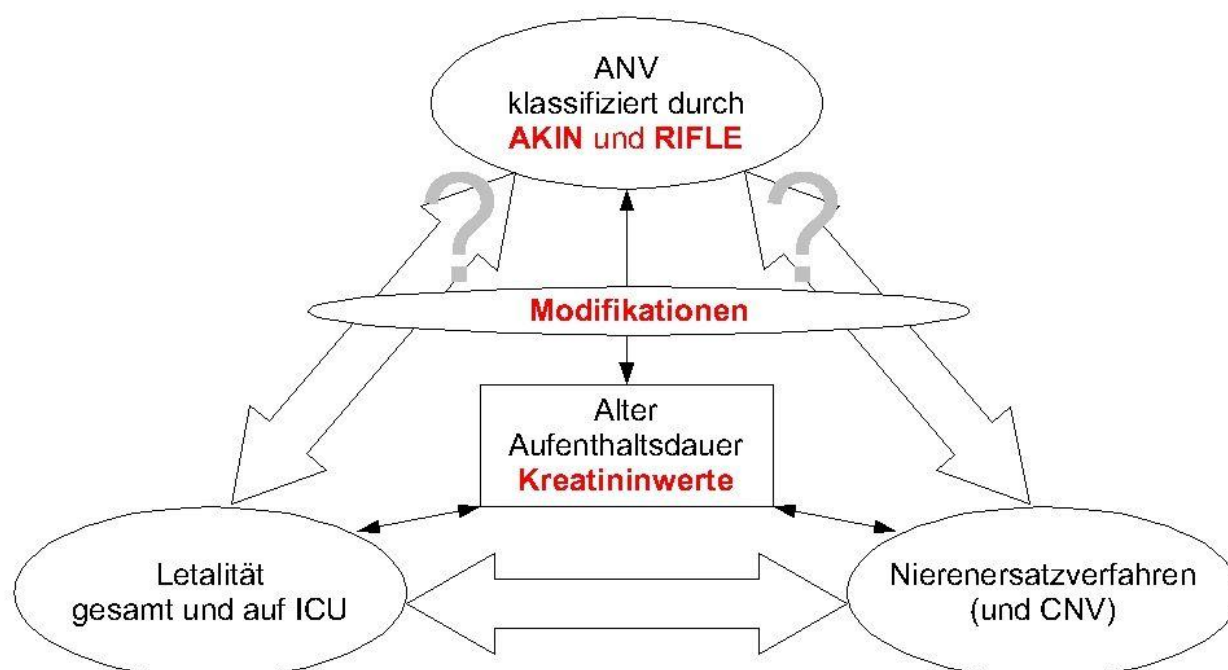 ANV
klassifiziert durch
AKIN und RIFLE
? ?
Modifikationen
Alter
Aufenthaltsdauer
Kreatininwerte
Letalität
gesamt und auf ICU
Nierenersatzverfahren
(und CNV)